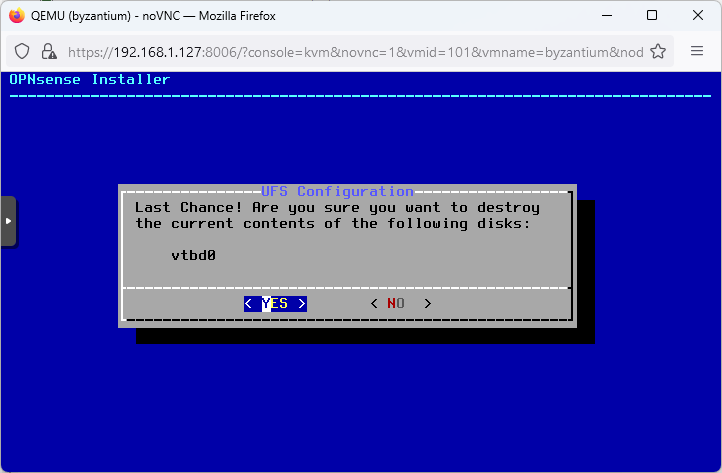 QEMU (byzantium) - noVNC — Mozilla Firefox
https://192.168.1.127:8006/?console=kvm&novnc=1&vmid=101&vmname=byzantium&nod
OPNsense Installer
UFS Configuration
Last Chance! Are you sure you want to destroy
the current contents of the following disks:
vtbd0
< YES > < NO >